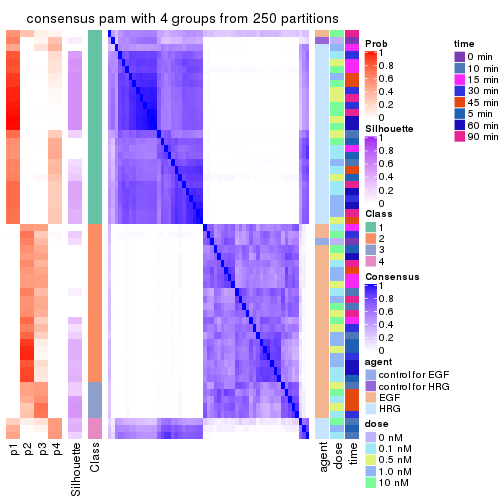 consensus pam with 4 groups from 250 partitions
p1
p2
p3
p4
Silhouette
Class
agent
dose
time
Prob
1
0.8
0.6
0.4
0.2
0
Silhouette
1
0.8
0.6
0.4
0.2
0
Class
1
2
3
4
Consensus
1
0.8
0.6
0.4
0.2
0
agent
control for EGF
control for HRG
EGF
HRG
dose
0 nM
0.1 nM
0.5 nM
1.0 nM
10 nM
time
0 min
10 min
15 min
30 min
45 min
5 min
60 min
90 min